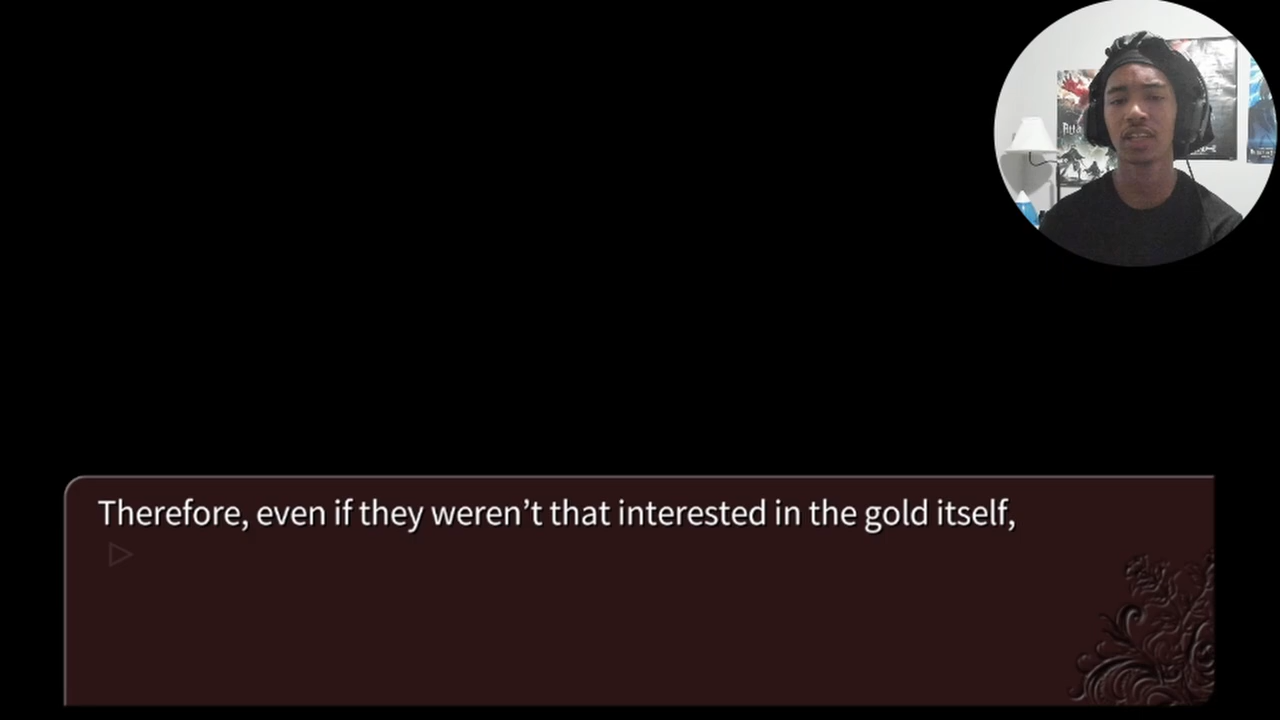 Therefore, even if they weren't that interested in the gold itself,